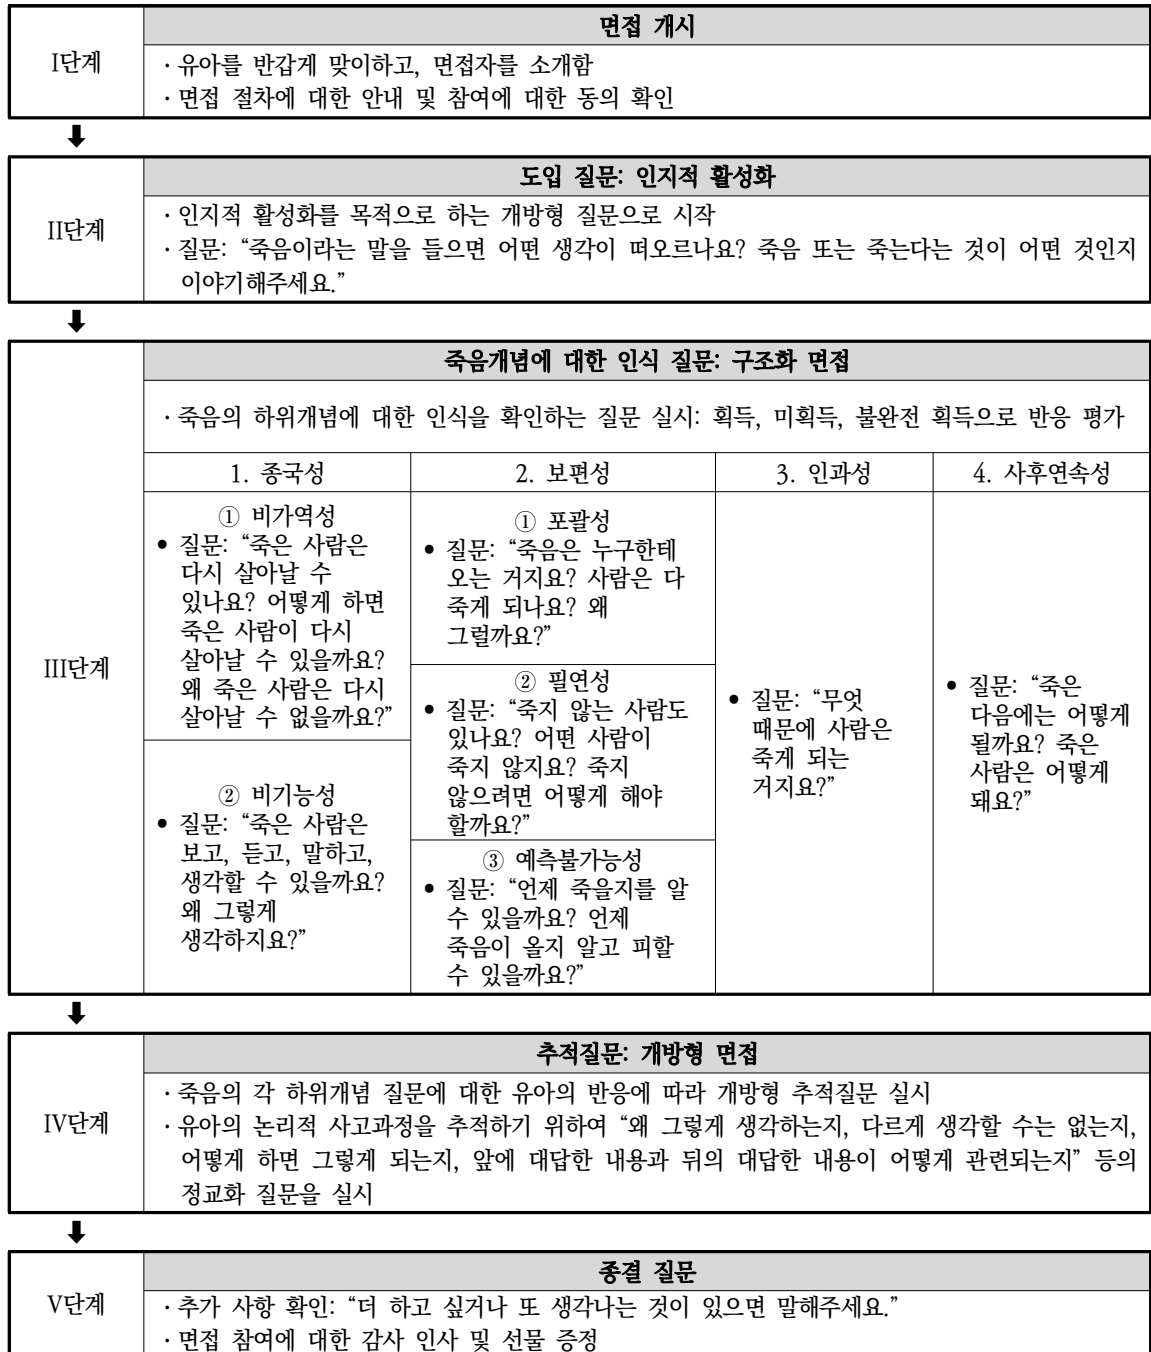 면접 개시
I단계
· 유아를 반갑게 맞이하고, 면접자를 소개함
· 면접 절차에 대한 안내 및 참여에 대한 동의 확인
⬇
도입 질문: 인지적 활성화
II단계
· 인지적 활성화를 목적으로 하는 개방형 질문으로 시작
· 질문: “죽음이라는 말을 들으면 어떤 생각이 떠오르나요? 죽음 또는 죽는다는 것이 어떤 것인지
이야기해주세요.”
⬇
죽음개념에 대한 인식 질문: 구조화 면접
III단계
· 죽음의 하위개념에 대한 인식을 확인하는 질문 실시: 획득, 미획득, 불완전 획득으로 반응 평가
1. 종국성
① 비가역성
• 질문: “죽은 사람은
다시 살아날 수
있나요? 어떻게 하면
죽은 사람이 다시
살아날 수 있을까요?
왜 죽은 사람은 다시
살아날 수 없을까요?”
② 비기능성
• 질문: “죽은 사람은
보고, 듣고, 말하고,
생각할 수 있을까요?
왜 그렇게
생각하지요?”
2. 보편성
① 포괄성
• 질문: “죽음은 누구한테
오는 거지요? 사람은 다
죽게 되나요? 왜
그럴까요?”
② 필연성
• 질문: “죽지 않는 사람도
있나요? 어떤 사람이
죽지 않지요? 죽지
않으려면 어떻게 해야
할까요?”
③ 예측불가능성
• 질문: “언제 죽을지를 알
수 있을까요? 언제
죽음이 올지 알고 피할
수 있을까요?”
3. 인과성
• 질문: “무엇
때문에 사람은
죽게 되는
거지요?”
4. 사후연속성
• 질문: “죽은
다음에는 어떻게
될까요? 죽은
사람은 어떻게
돼요?”
⬇
추적질문: 개방형 면접
IV단계
· 죽음의 각 하위개념 질문에 대한 유아의 반응에 따라 개방형 추적질문 실시
· 유아의 논리적 사고과정을 추적하기 위하여 “왜 그렇게 생각하는지, 다르게 생각할 수는 없는지,
어떻게 하면 그렇게 되는지, 앞에 대답한 내용과 뒤의 대답한 내용이 어떻게 관련되는지” 등의
정교화 질문을 실시
⬇
종결 질문
V단계
· 추가 사항 확인: “더 하고 싶거나 또 생각나는 것이 있으면 말해주세요.”
· 면접 참여에 대한 감사 인사 및 선물 증정